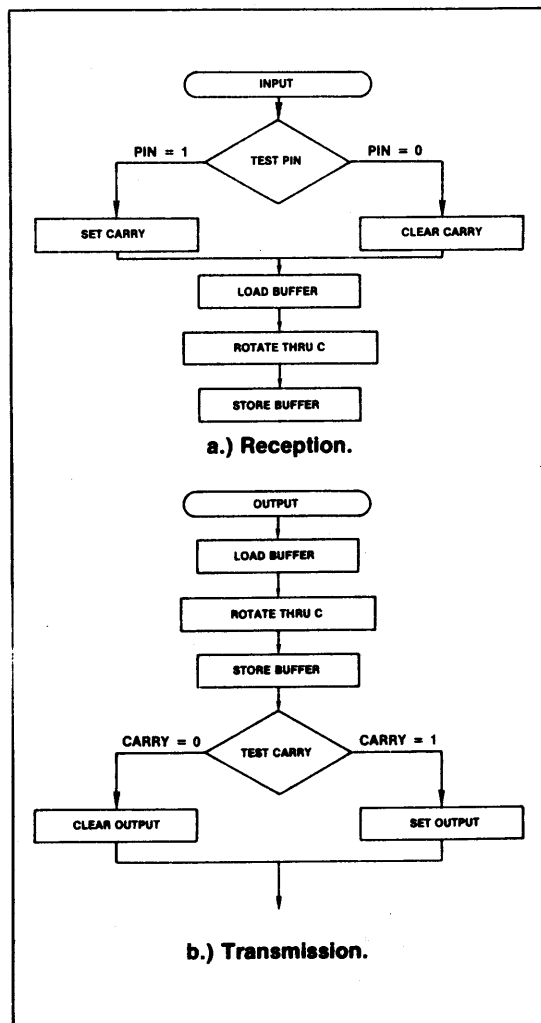 INPUT
TEST PIN
PIN = 1
PIN = 0
SET CARRY
CLEAR CARRY
LOAD BUFFER
ROTATE THRU C
STORE BUFFER
a.) Reception.
OUTPUT
LOAD BUFFER
ROTATE THRU C
STORE BUFFER
CARRY = 0
TEST CARRY
CARRY = 1
CLEAR OUTPUT
SET OUTPUT
b.) Transmission.